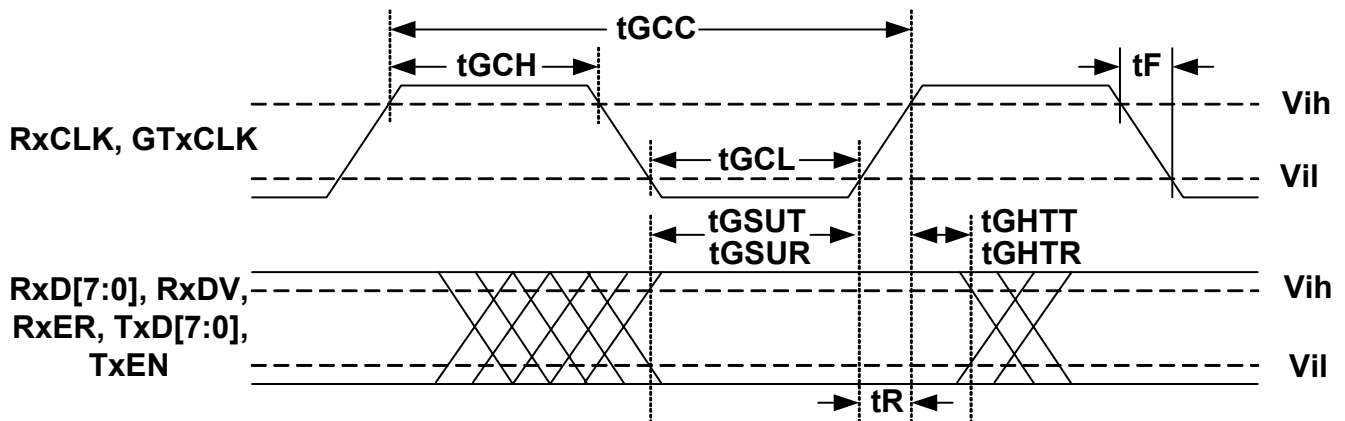 tGCC
tGCH
tF
Vih
RxCLK, GTxCLK
tGCL
Vil
tGSUT
tGSUR
tGHTT
tGHTR
RxD[7:0], RxDV,
RxER, TxD[7:0],
TxEN
Vih
Vil
tR